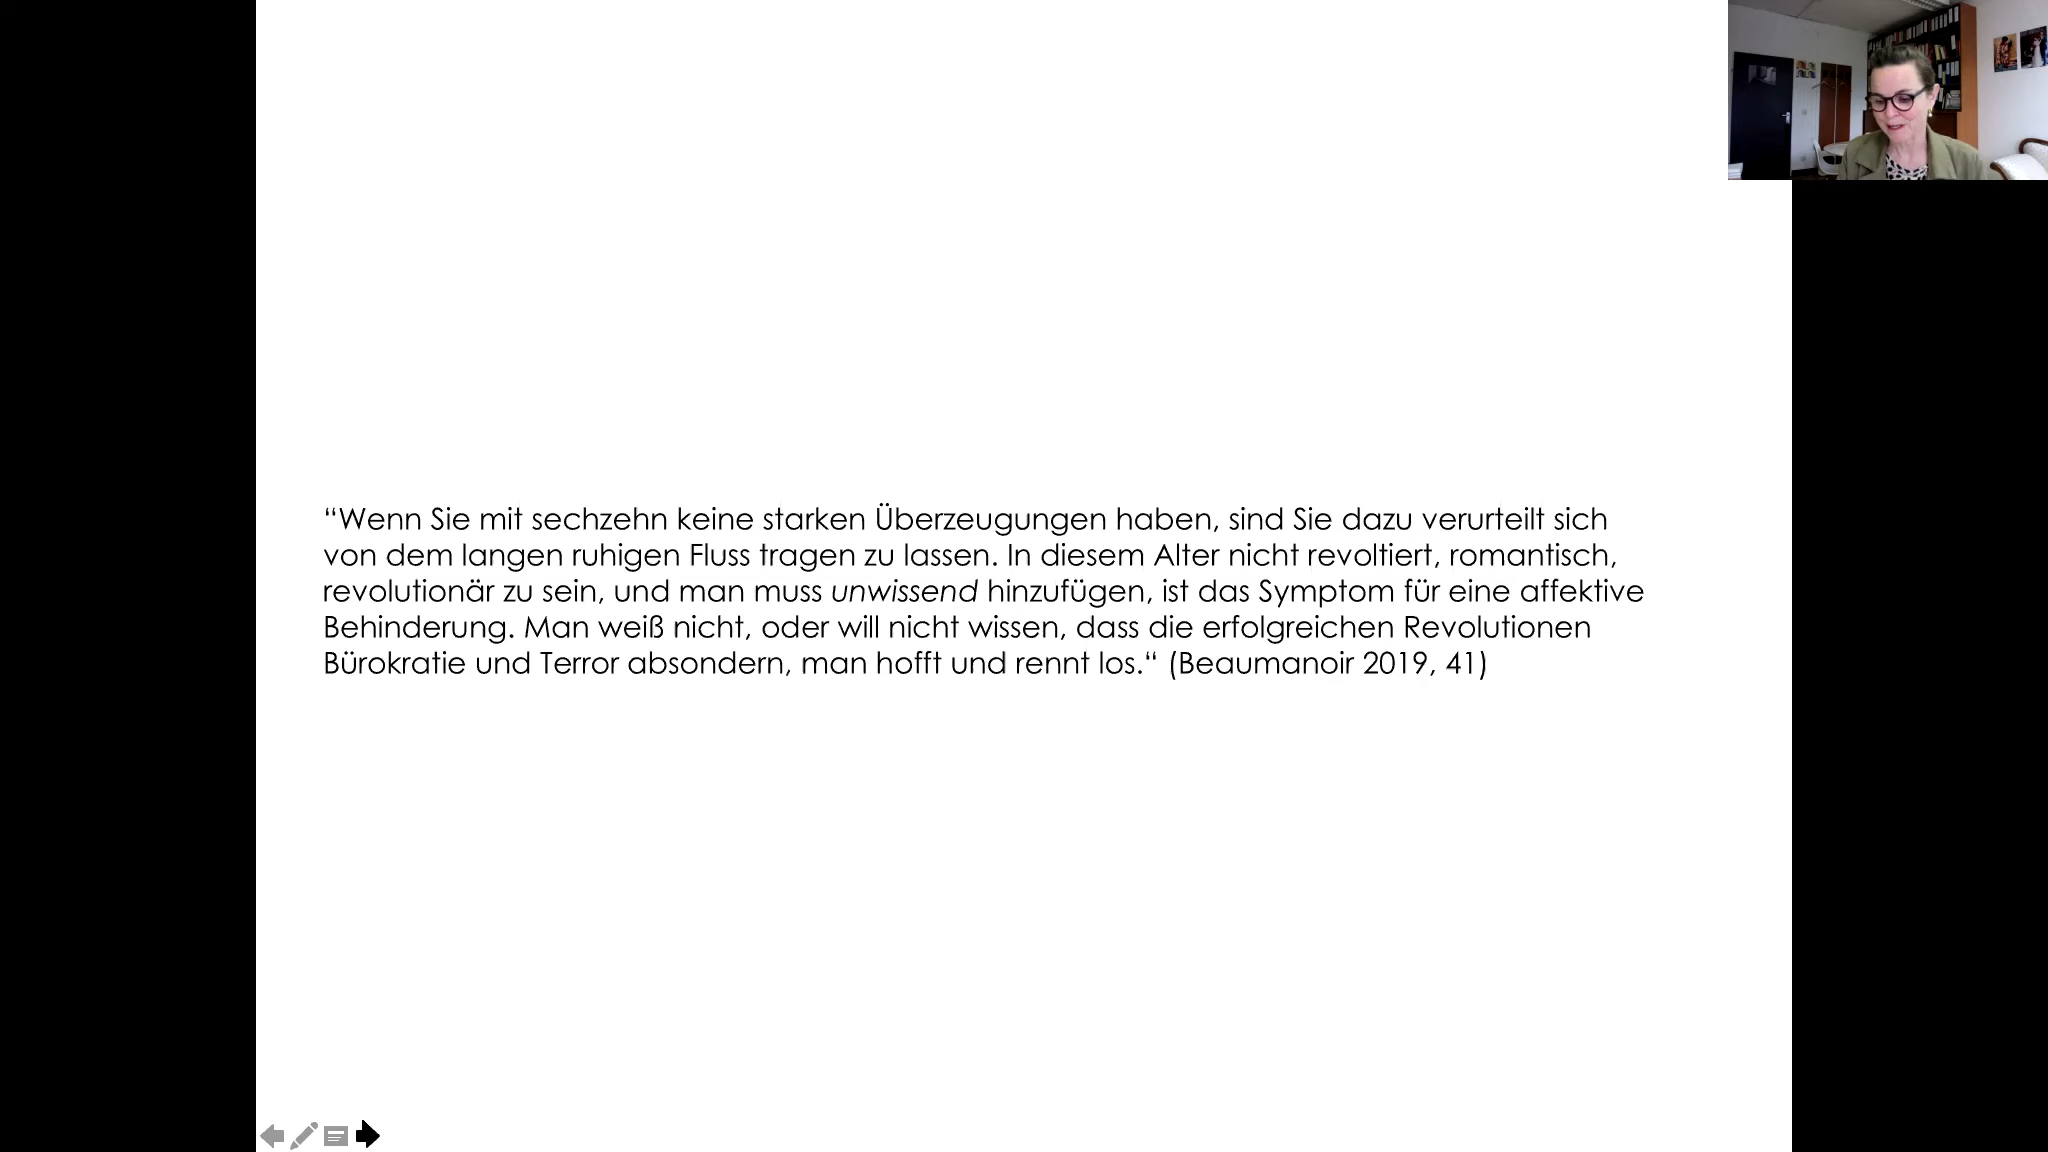 “Wenn Sie mit sechzehn keine starken Überzeugungen haben, sind Sie dazu verurteilt sich
von dem langen ruhigen Fluss tragen zu lassen. In diesem Alter nicht revoltiert, romantisch,
revolutionär zu sein, und man muss unwissend hinzufügen, ist das Symptom für eine affektive
Behinderung. Man weiß nicht, oder will nicht wissen, dass die erfolgreichen Revolutionen
Bürokratie und Terror absondern, man hofft und rennt los.“ (Beaumanoir 2019, 41)